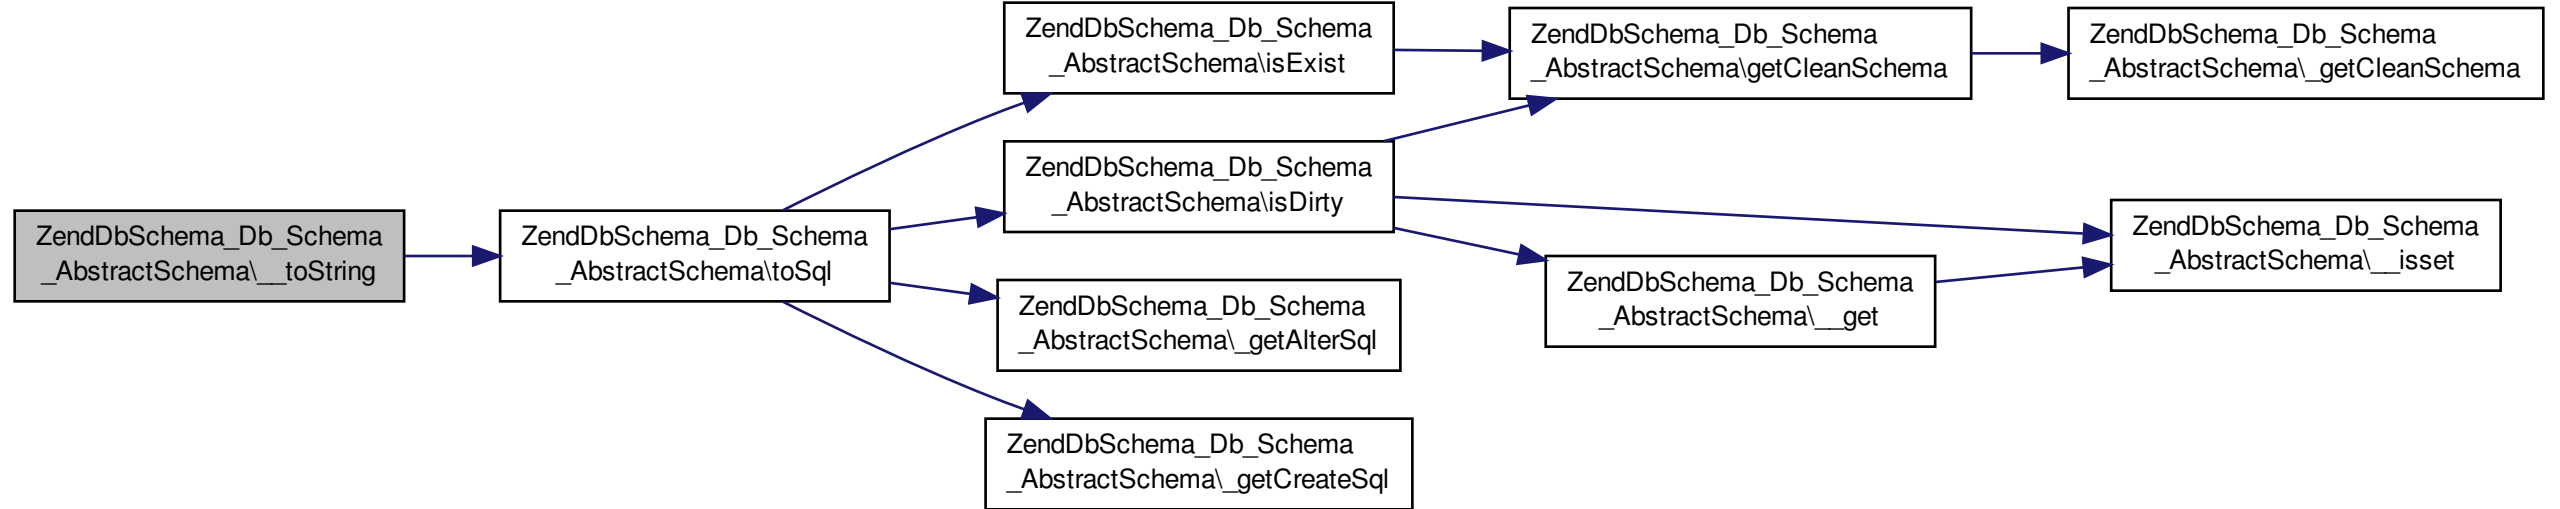 ZendDbSchema_Db_Schema
_AbstractSchema\__toString
ZendDbSchema_Db_Schema
_AbstractSchema\toSql
ZendDbSchema_Db_Schema
_AbstractSchema\isExist
ZendDbSchema_Db_Schema
_AbstractSchema\isDirty
ZendDbSchema_Db_Schema
_AbstractSchema\_getAlterSql
ZendDbSchema_Db_Schema
_AbstractSchema\_getCreateSql
ZendDbSchema_Db_Schema
_AbstractSchema\getCleanSchema
ZendDbSchema_Db_Schema
_AbstractSchema\__get
ZendDbSchema_Db_Schema
_AbstractSchema\_getCleanSchema
ZendDbSchema_Db_Schema
_AbstractSchema\__isset